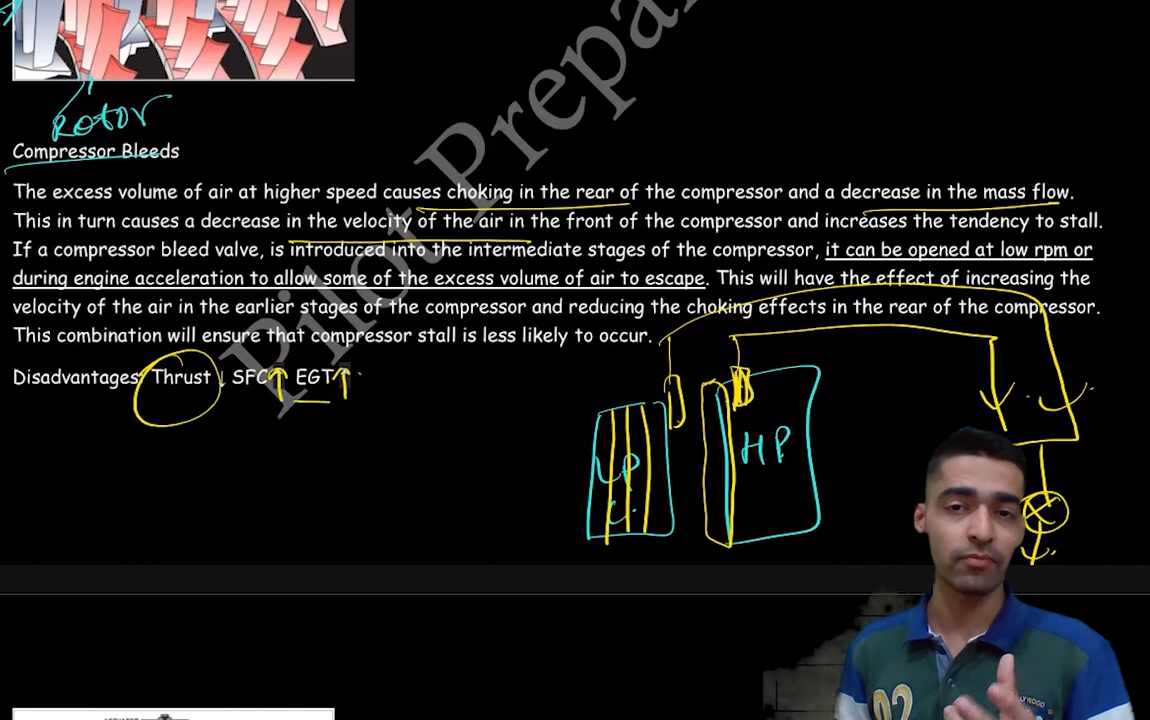 Rotor
Compressor Bleeds
The excess volume of air at higher speed causes choking in the rear of the compressor and a decrease in the mass flow.
This in turn causes a decrease in the velocity of the air in the front of the compressor and increases the tendency to stall.
If a compressor bleed valve, is introduced into the intermediate stages of the compressor, it can be opened at low rpm or
during engine acceleration to allow some of the excess volume of air to escape. This will have the effect of increasing the
velocity of the air in the earlier stages of the compressor and reducing the choking effects in the rear of the compressor.
This combination will ensure that compressor stall is less likely to occur.
Disadvantages: Thrust ↓ SFC↑ EGT↑
LP
HP
Pilot Prepar
02
LYWOOD
ACTUATOR